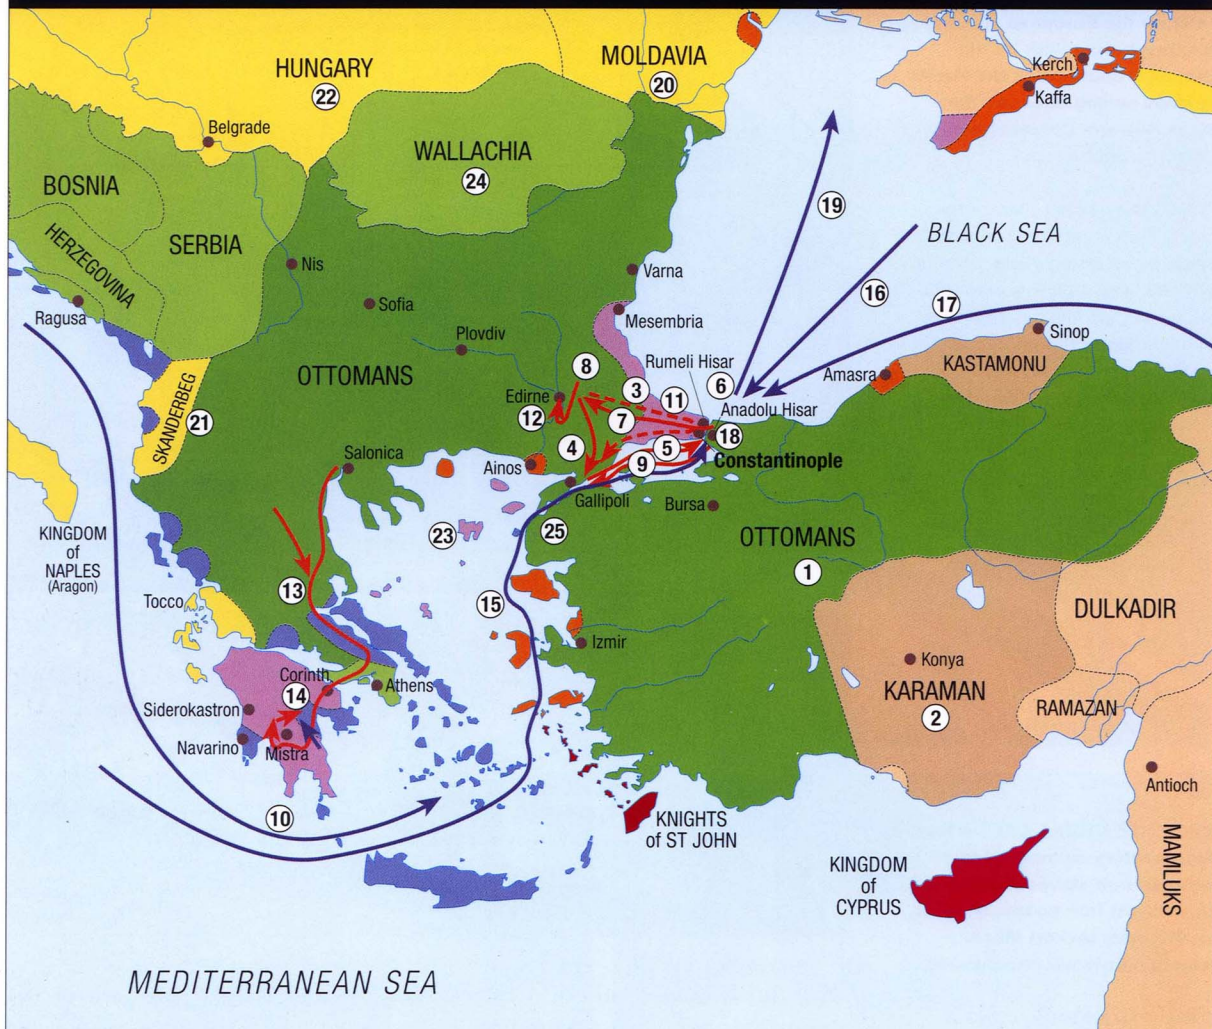 HUNGARY
22
MOLDAVIA
20
Kerch
Kaffa
Belgrade
WALLACHIA
24
BOSNIA
SERBIA
HERZEGOVINA
Ragusa
19
BLACK SEA
16
17
Nis
Sofia
Varna
Mesembria
Plovdiv
Rumeli Hisar
Sinop
KASTAMONU
Amasra
OTTOMANS
SKANDERBEG
21
8
3
11
6
Edirne
12
7
Anadolu Hisar
18
4
5
9
Constantinople
Salonica
Ainos
Gallipoli
Bursa
KINGDOM
of
NAPLES
(Aragon)
23
25
OTTOMANS
1
13
Tocco
15
Izmir
DULKADIR
Konya
KARAMAN
2
RAMAZAN
Corinth
14
Athens
Siderokastron
Navarino
Mistra
Antioch
10
KNIGHTS
of ST JOHN
KINGDOM
of
CYPRUS
MAMLUKS
MEDITERRANEAN SEA